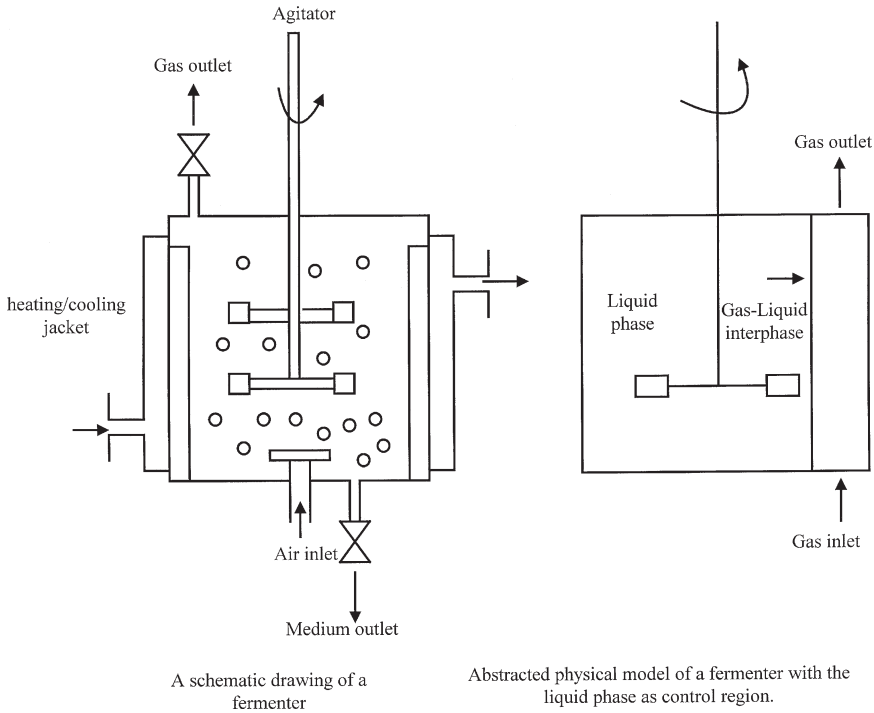 Agitator
Gas outlet
heating/cooling
jacket
Air inlet
Medium outlet
A schematic drawing of a
fermenter
Gas outlet
Liquid
phase
Gas-Liquid
interphase
Gas inlet
Abstracted physical model of a fermenter with the
liquid phase as control region.